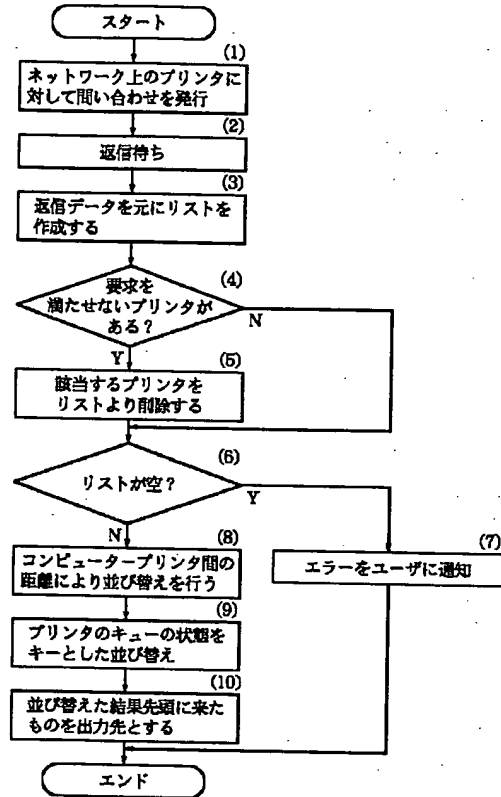 スタート
(1)
ネットワーク上のプリンタに
対して問い合わせを発行
(2)
返信待ち
(3)
返信データを元にリストを
作成する
(4)
要求を
満たせないプリンタが
ある?
N
Y
(5)
該当するプリンタを
リストより削除する
(6)
リストが空?
Y
N
(7)
エラーをユーザに通知
(8)
コンピュータープリンタ間の
距離により並び替えを行う
(9)
プリンタのキューの状態を
キーとした並び替え
(10)
並び替えた結果先頭に来た
ものを出力先とする
エンド